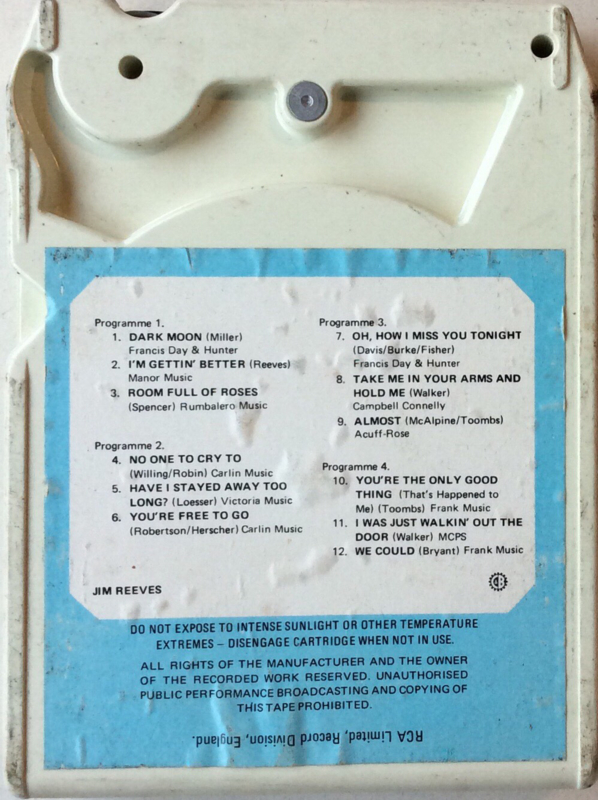 Programme 1.
1. DARK MOON (Miller)
Francis Day & Hunter
2. I'M GETTIN' BETTER (Reeves)
Manor Music
3. ROOM FULL OF ROSES
(Spencer) Rumbalero Music
Programme 2.
4. NO ONE TO CRY TO
(Willing/Robin) Carlin Music
5. HAVE I STAYED AWAY TOO
LONG? (Loesser) Victoria Music
6. YOU'RE FREE TO GO
(Robertson/Herscher) Carlin Music
Programme 3.
7. OH, HOW I MISS YOU TONIGHT
(Davis/Burke/Fisher)
Francis Day & Hunter
8. TAKE ME IN YOUR ARMS AND
HOLD ME (Walker)
Campbell Connelly
9. ALMOST (McAlpine/Toombs)
Acuff-Rose
Programme 4.
10. YOU'RE THE ONLY GOOD
THING (That's Happened to
Me) (Toombs) Frank Music
11. I WAS JUST WALKIN' OUT THE
DOOR (Walker) MCPS
12. WE COULD (Bryant) Frank Music
JIM REEVES
DO NOT EXPOSE TO INTENSE SUNLIGHT OR OTHER TEMPERATURE
EXTREMES – DISENGAGE CARTRIDGE WHEN NOT IN USE.
ALL RIGHTS OF THE MANUFACTURER AND THE OWNER
OF THE RECORDED WORK RESERVED. UNAUTHORISED
PUBLIC PERFORMANCE BROADCASTING AND COPYING OF
THIS TAPE PROHIBITED.
RCA Limited, Record Division, England.